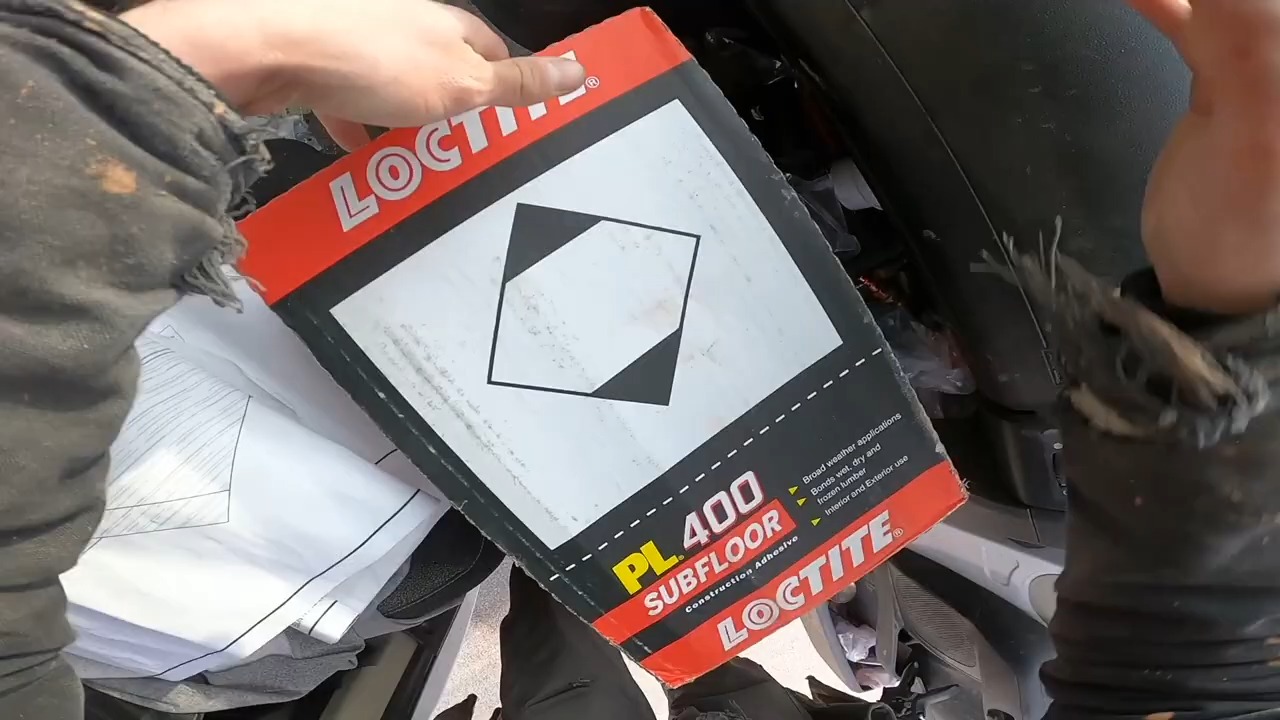 LOCTITE®
PL® 400
SUBFLOOR
Construction Adhesive
Broad weather applications
Bonds wet, dry and
frozen lumber
Interior and Exterior use
LOCTITE®